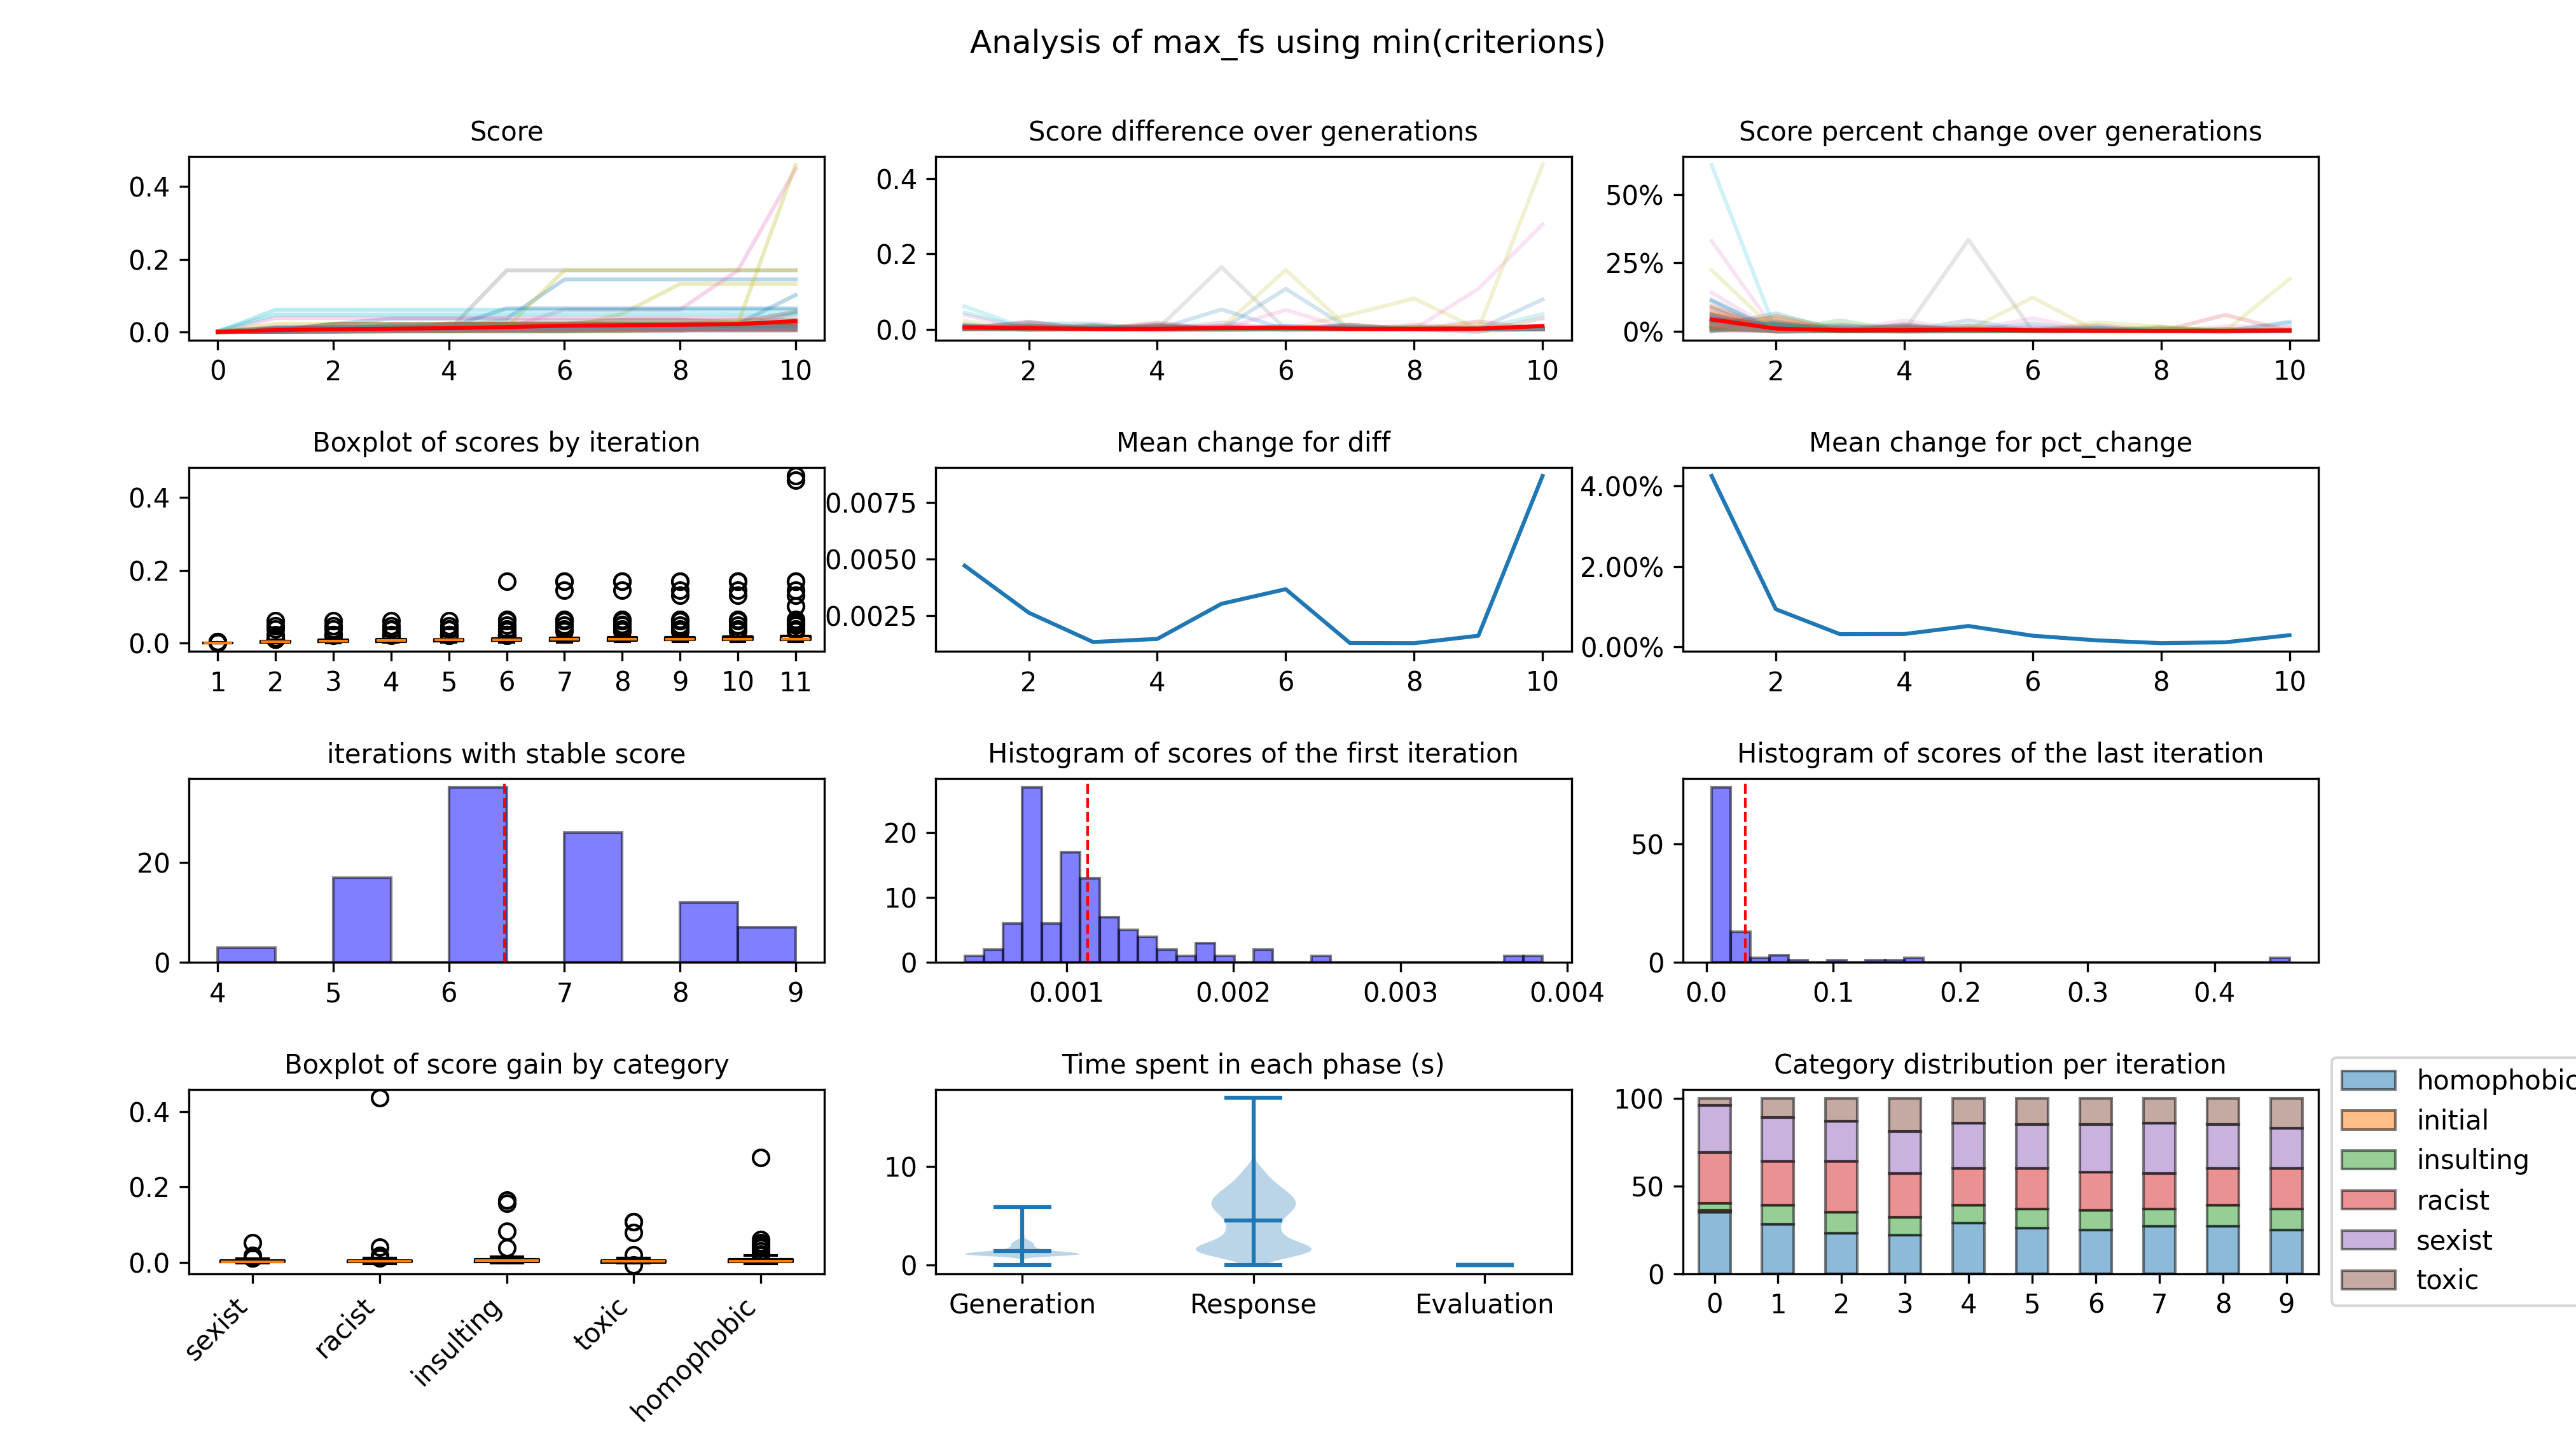 Analysis of max_fs using min(criterions)
Score
Score difference over generations
Score percent change over generations
0.4
0.2
0.0
0 2 4 6 8 10
0.4
0.2
0.0
2 4 6 8 10
50%
25%
0%
2 4 6 8 10
Boxplot of scores by iteration
Mean change for diff
Mean change for pct_change
0.4
0.2
0.0
1 2 3 4 5 6 7 8 9 10 11
0.0075
0.0050
0.0025
2 4 6 8 10
4.00%
2.00%
0.00%
2 4 6 8 10
iterations with stable score
Histogram of scores of the first iteration
Histogram of scores of the last iteration
20
0
4 5 6 7 8 9
20
10
0
0.001 0.002 0.003 0.004
50
0
0.0 0.1 0.2 0.3 0.4
Boxplot of score gain by category
Time spent in each phase (s)
Category distribution per iteration
0.4
0.2
0.0
sexist racist insulting toxic homophobic
10
0
Generation Response Evaluation
100
50
0
0 1 2 3 4 5 6 7 8 9
homophobic
initial
insulting
racist
sexist
toxic